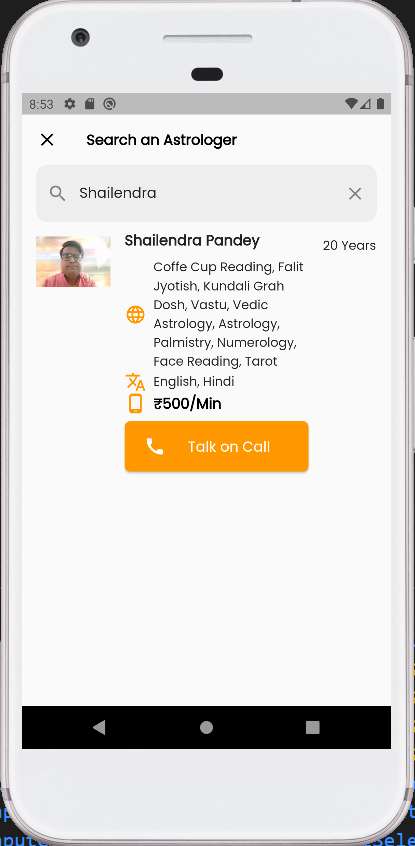 8:53
Search an Astrologer
Shailendra
Shailendra Pandey
20 Years
Coffe Cup Reading, Falit
Jyotish, Kundali Grah
Dosh, Vastu, Vedic
Astrology, Astrology,
Palmistry, Numerology,
Face Reading, Tarot
English, Hindi
₹500/Min
Talk on Call